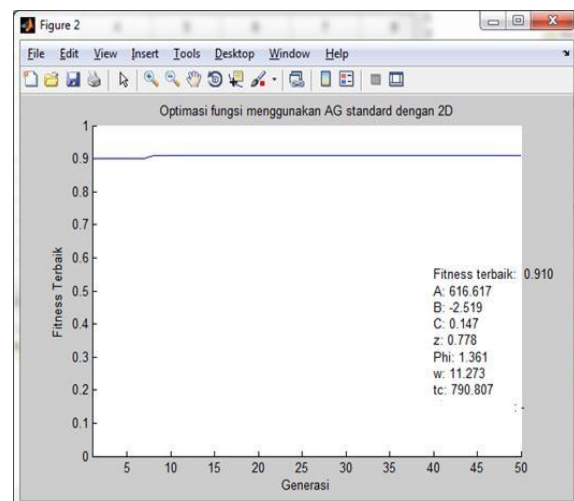 Figure 2
File Edit View Insert Tools Desktop Window Help
Optimasi fungsi menggunakan AG standard dengan 2D
1
0.9
0.8
0.7
0.6
0.5
0.4
0.3
0.2
0.1
0
Fitness Terbaik
Fitness terbaik: 0.910
A: 616.617
B: -2.519
C: 0.147
z: 0.778
Phi: 1.361
w: 11.273
tc: 790.807
: -
5 10 15 20 25 30 35 40 45 50
Generasi